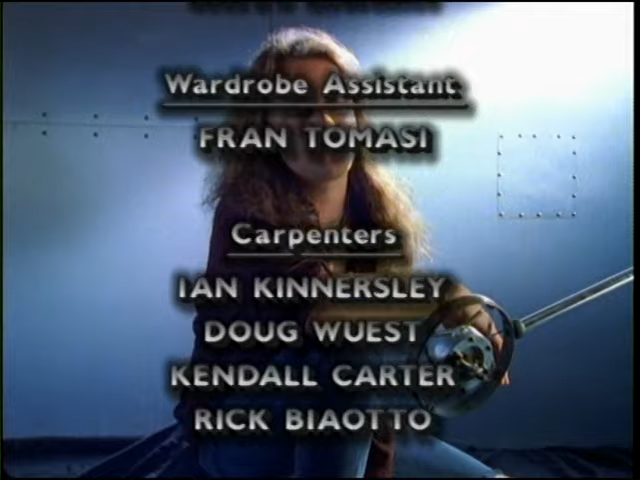 Wardrobe Assistant
FRAN TOMASI
Carpenters
IAN KINNERSLEY
DOUG WUEST
KENDALL CARTER
RICK BIAOTTO